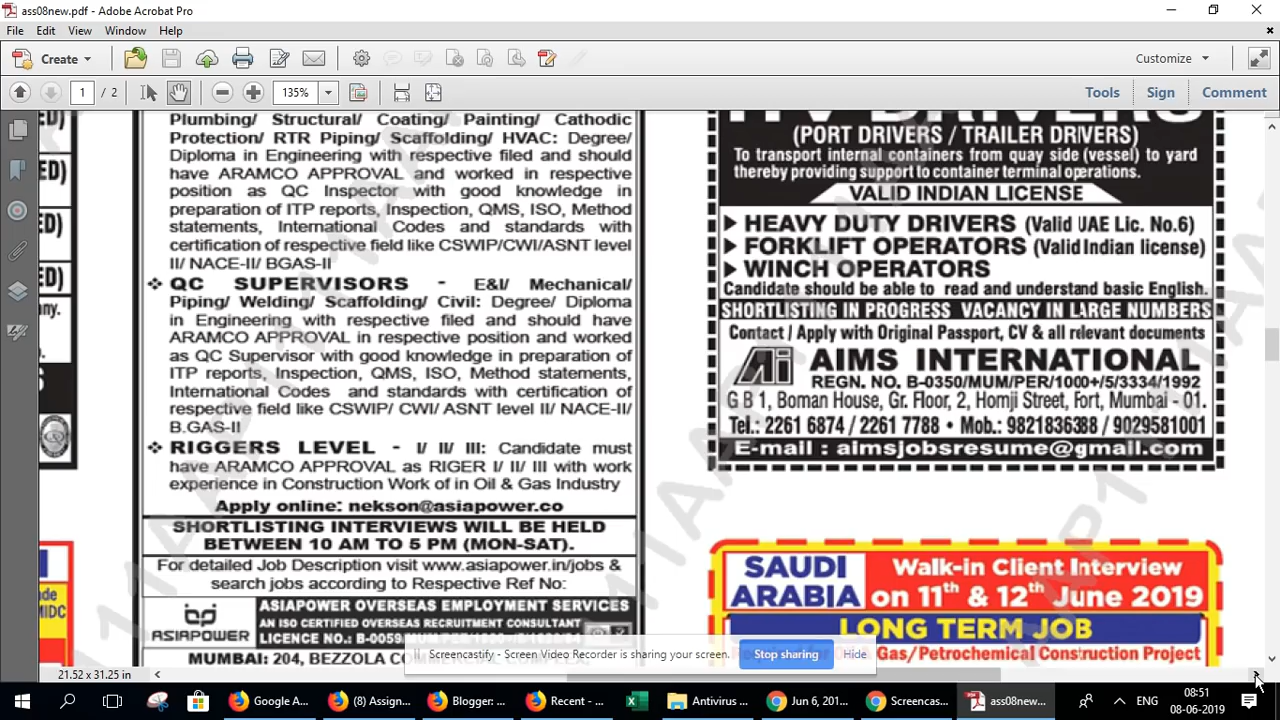 ass08new.pdf - Adobe Acrobat Pro
File Edit View Window Help
Create
Customize
1 / 2
135%
Tools Sign Comment
ED)
ED)
ED)
ED)
ny.
Plumbing/ Structural/ Coating/ Painting/ Cathodic
Protection/ RTR Piping/ Scaffolding/ HVAC: Degree/
Diploma in Engineering with respective filed and should
have ARAMCO APPROVAL and worked in respective
position as QC Inspector with good knowledge in
preparation of ITP reports, Inspection, QMS, ISO, Method
statements, International Codes and standards with
certification of respective field like CSWIP/CWI/ASNT level
II/ NACE-II/ BGAS-II
❖ QC SUPERVISORS - E&I/ Mechanical/
Piping/ Welding/ Scaffolding/ Civil: Degree/ Diploma
in Engineering with respective filed and should have
ARAMCO APPROVAL in respective position and worked
as QC Supervisor with good knowledge in preparation of
ITP reports, Inspection, QMS, ISO, Method statements,
International Codes and standards with certification of
respective field like CSWIP/ CWI/ ASNT level II/ NACE-II/
B.GAS-II
❖ RIGGERS LEVEL - I/ II/ III: Candidate must
have ARAMCO APPROVAL as RIGER I/ II/ III with work
experience in Construction Work of in Oil & Gas Industry
Apply online: nekson@asiapower.co
SHORTLISTING INTERVIEWS WILL BE HELD
BETWEEN 10 AM TO 5 PM (MON-SAT).
For detailed Job Description visit www.asiapower.in/jobs &
search jobs according to Respective Ref No:
ASIAPOWER
ASIAPOWER OVERSEAS EMPLOYMENT SERVICES
AN ISO CERTIFIED OVERSEAS RECRUITMENT CONSULTANT
LICENCE NO.: B-0059/
MUMBAI: 204, BEZZOLA
ITV DRIVERS
(PORT DRIVERS / TRAILER DRIVERS)
To transport internal containers from quay side (vessel) to yard
thereby providing support to container terminal operations.
VALID INDIAN LICENSE
HEAVY DUTY DRIVERS (Valid UAE Lic. No.6)
FORKLIFT OPERATORS (Valid Indian license)
WINCH OPERATORS
Candidate should be able to read and understand basic English.
SHORTLISTING IN PROGRESS VACANCY IN LARGE NUMBERS
Contact / Apply with Original Passport, CV & all relevant documents
Ai AIMS INTERNATIONAL
REGN. NO. B-0350/MUM/PER/1000+/5/3334/1992
G B 1, Boman House, Gr. Floor, 2, Homji Street, Fort, Mumbai - 01.
Tel.: 2261 6874 / 2261 7788 • Mob.: 9821836388 / 9029581001
E-mail : aimsjobsresume@gmail.com
SAUDI ARABIA
Walk-in Client Interview
on 11th & 12th June 2019
LONG TERM JOB
Gas/Petrochemical Construction Project
MIDC
Screencastify - Screen Video Recorder is sharing your screen. Stop sharing Hide
21.52 x 31.25 in
Google A... (8) Assign... Blogger: ... Recent - ... Antivirus ... Jun 6, 201... Screencas... ass08new... ENG
08:51
08-06-2019